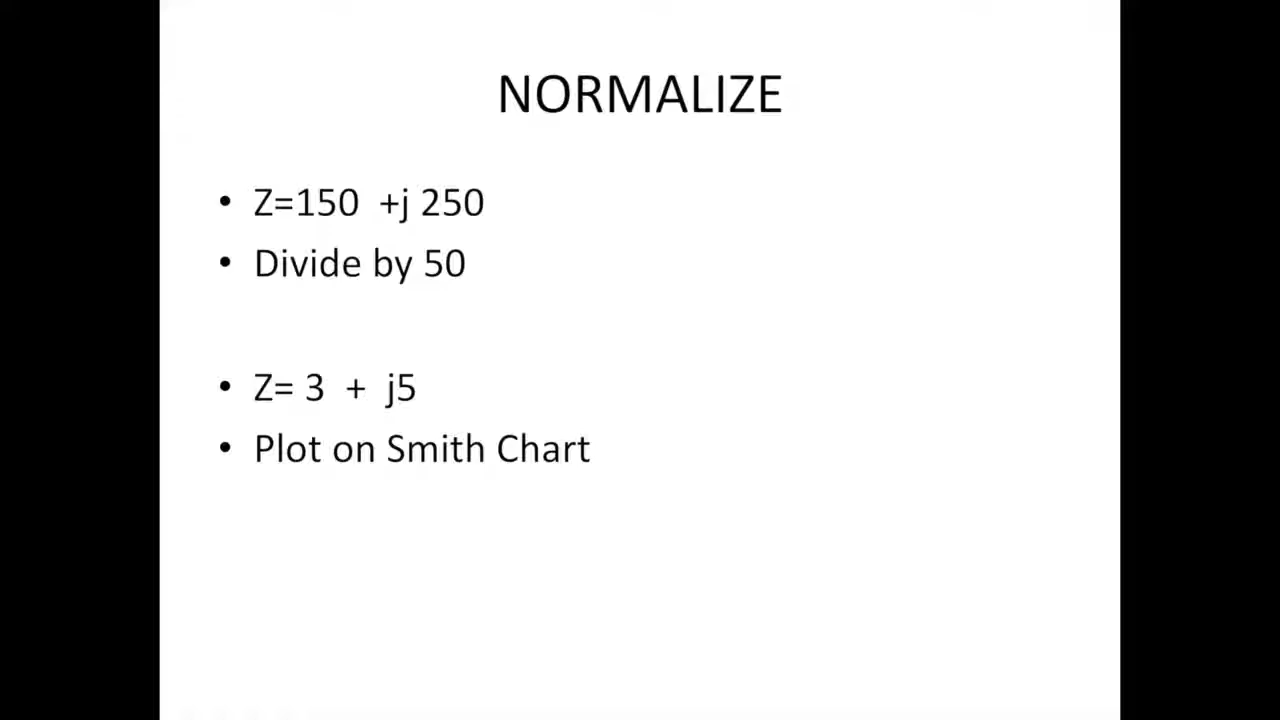 NORMALIZE
• Z=150 +j 250
• Divide by 50
• Z= 3 + j5
• Plot on Smith Chart